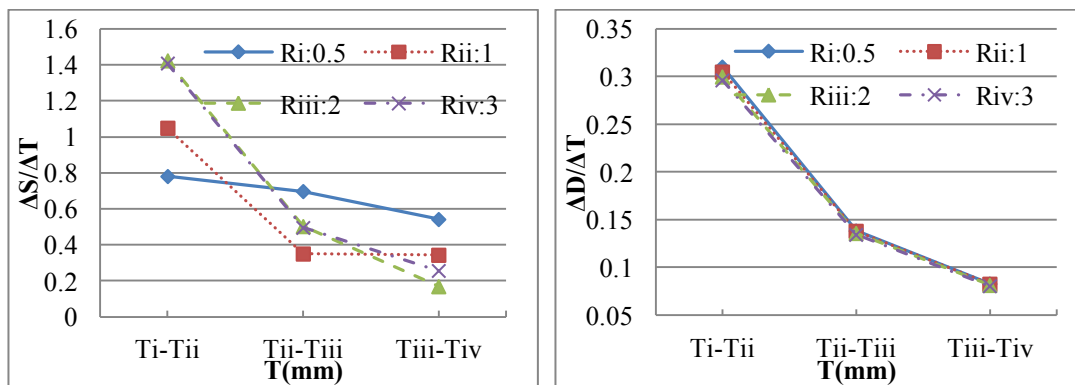 1.6
1.4
1.2
1
0.8
0.6
0.4
0.2
0
ΔS/ΔT
Ri:0.5
Rii:1
Riii:2
Riv:3
Ti-Tii
Tii-Tiii
Tiii-Tiv
T(mm)
0.35
0.3
0.25
0.2
0.15
0.1
0.05
ΔD/ΔT
Ri:0.5
Rii:1
Riii:2
Riv:3
Ti-Tii
Tii-Tiii
Tiii-Tiv
T(mm)